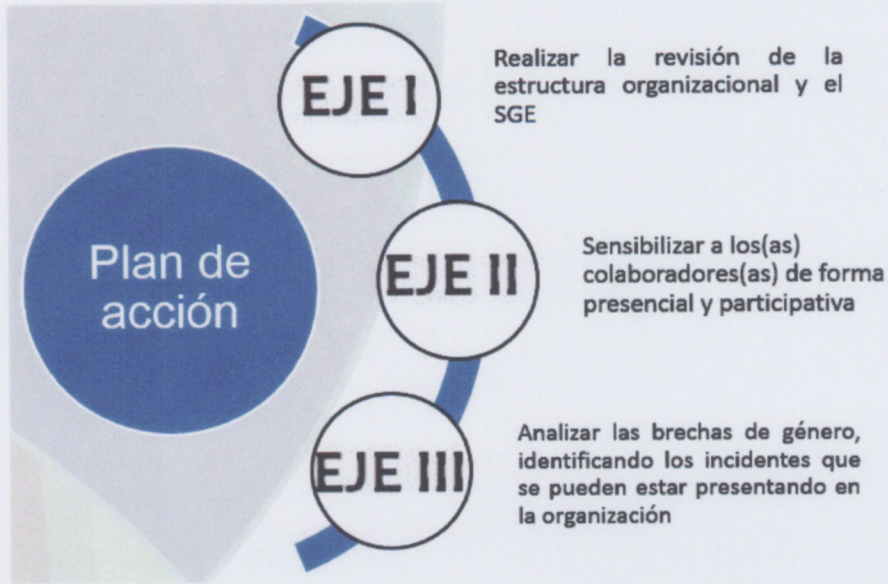 Plan de
acción
EJE I
Realizar la revisión de la
estructura organizacional y el
SGE
EJE II
Sensibilizar a los(as)
colaboradores(as) de forma
presencial y participativa
EJE III
Analizar las brechas de género,
identificando los incidentes que
se pueden estar presentando en
la organización